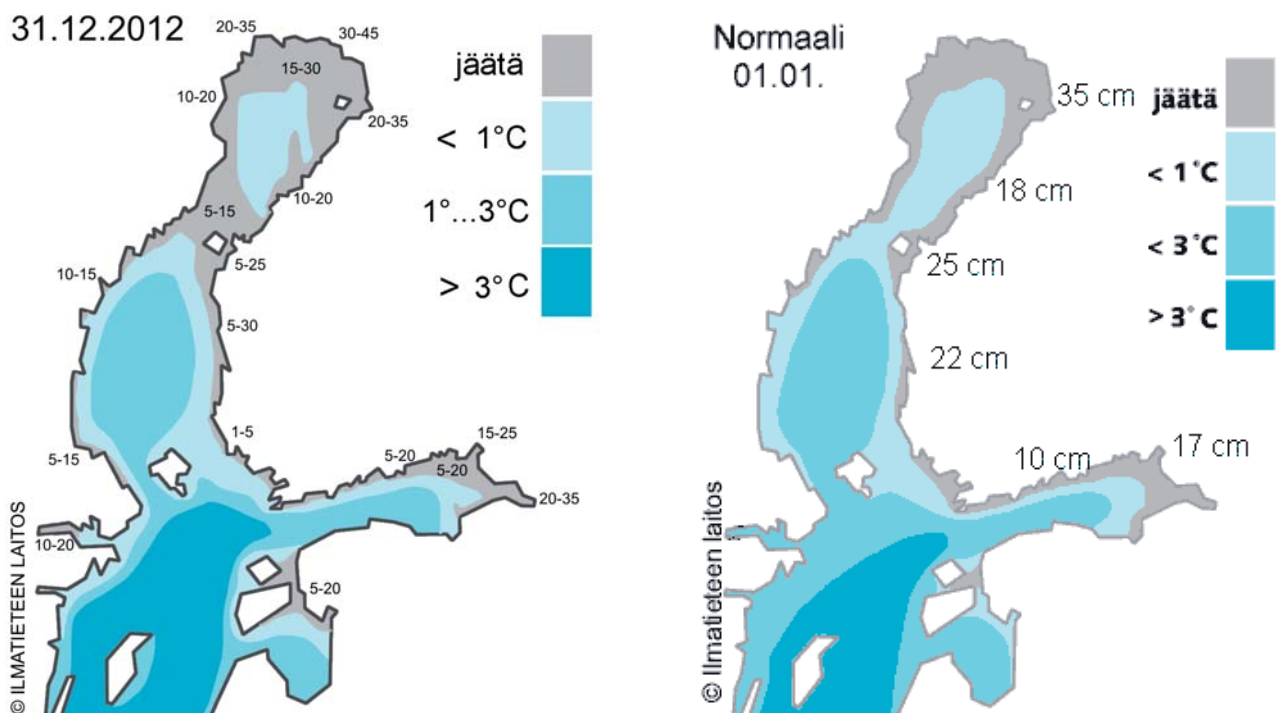 31.12.2012
20-35
30-45
15-30
10-20
20-35
10-20
5-15
5-25
10-15
5-30
1-5
15-25
5-20
5-20
5-15
20-35
10-20
5-20
jäätä
< 1°C
1°...3°C
> 3°C
© ILMATIETEEN LAITOS
Normaali
01.01.
35 cm
18 cm
25 cm
22 cm
10 cm
17 cm
jäätä
< 1°C
< 3°C
> 3°C
© Ilmatieteen laitos